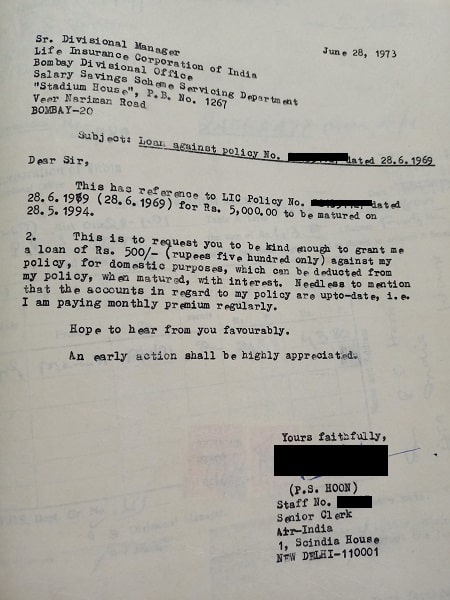 June 28, 1973
Sr. Divisional Manager
Life Insurance Corporation of India
Bombay Divisional Office
Salary Savings Scheme Servicing Department
"Stadium House", P.B. No. 1267
Veer Nariman Road
BOMBAY-20
Subject: Loan against policy No. dated 28.6.1969
Dear Sir,
This has reference to LIC Policy No. dated
28.6.1969 (28.6.1969) for Rs. 5,000.00 to be matured on
28.5.1994.
2. This is to request you to be kind enough to grant me
a loan of Rs. 500/- (rupees five hundred only) against my
policy, for domestic purposes, which can be deducted from
my policy, when matured, with interest. Needless to mention
that the accounts in regard to my policy are upto-date, i.e.
I am paying monthly premium regularly.
Hope to hear from you favourably.
An early action shall be highly appreciated.
Yours faithfully,
(P.S. HOON)
Staff No.
Senior Clerk
Air-India
1, Scindia House
NEW DELHI-110001